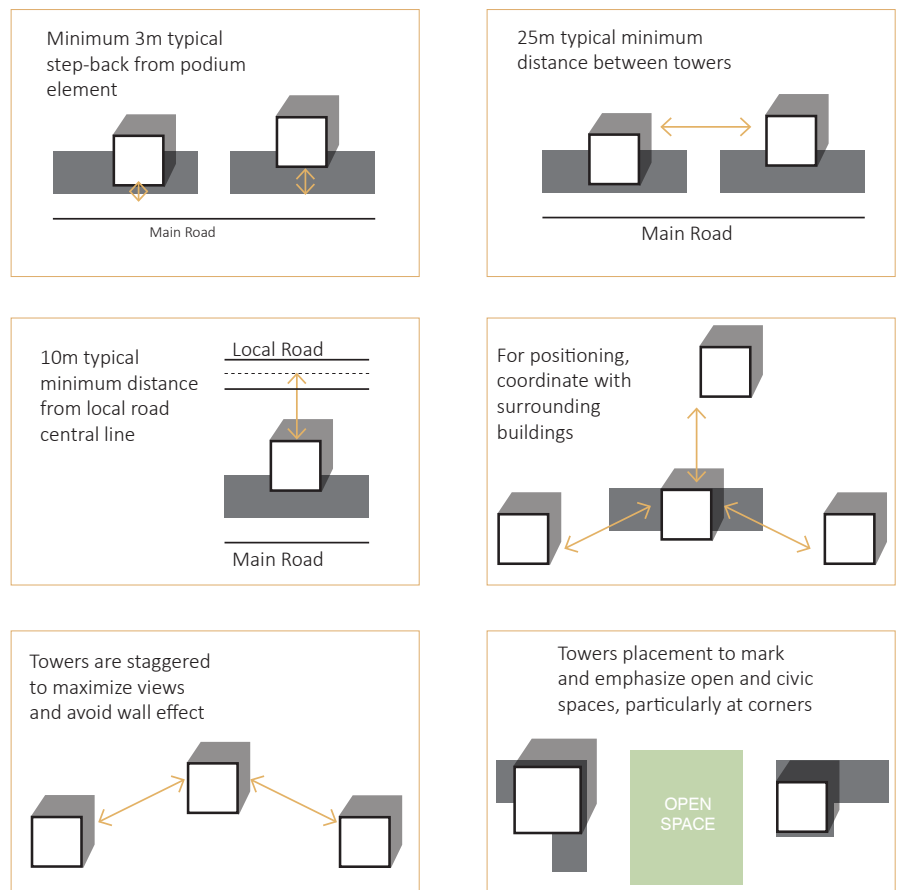 Minimum 3m typical
step-back from podium
element
Main Road
25m typical minimum
distance between towers
Main Road
10m typical
minimum distance
from local road
central line
Local Road
Main Road
For positioning,
coordinate with
surrounding
buildings
Towers are staggered
to maximize views
and avoid wall effect
Towers placement to mark
and emphasize open and civic
spaces, particularly at corners
OPEN
SPACE